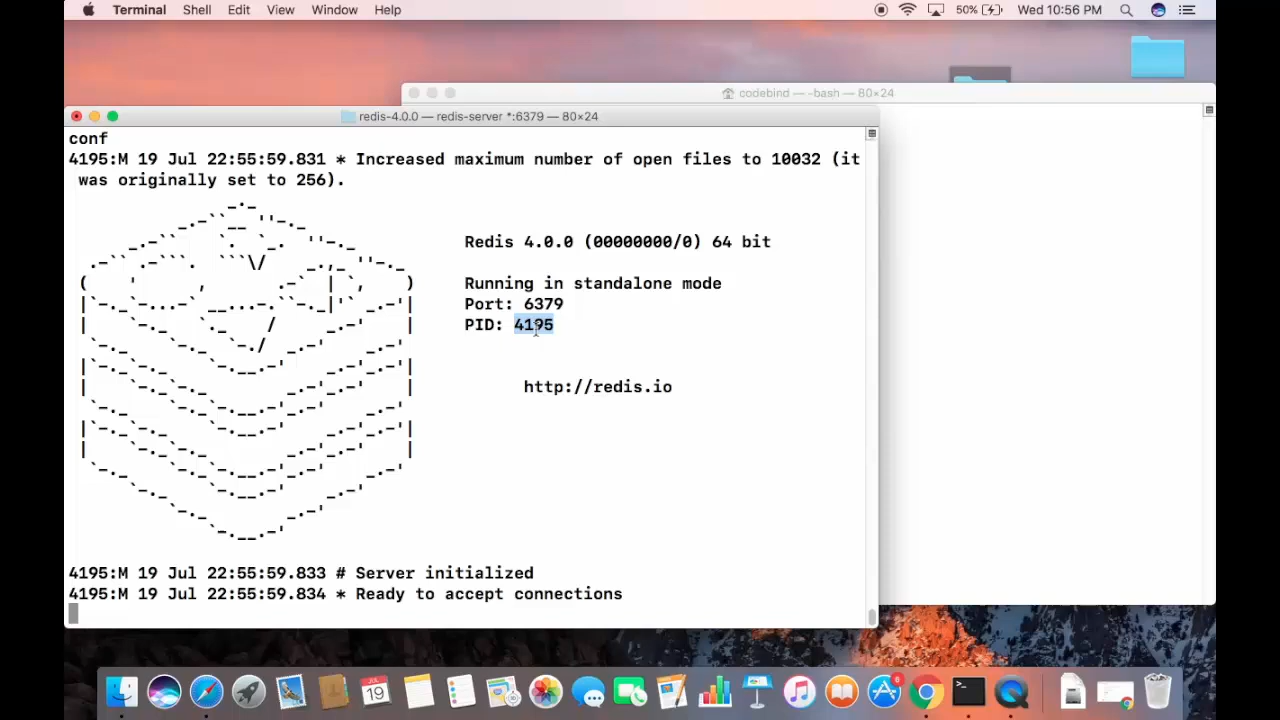 Terminal Shell Edit View Window Help 50% Wed 10:56 PM
codebind — -bash — 80×24
redis-4.0.0 — redis-server *:6379 — 80×24
conf
4195:M 19 Jul 22:55:59.831 * Increased maximum number of open files to 10032 (it
was originally set to 256).
Redis 4.0.0 (00000000/0) 64 bit
Running in standalone mode
Port: 6379
PID: 4195
http://redis.io
4195:M 19 Jul 22:55:59.833 # Server initialized
4195:M 19 Jul 22:55:59.834 * Ready to accept connections
JUL
19
6
>_